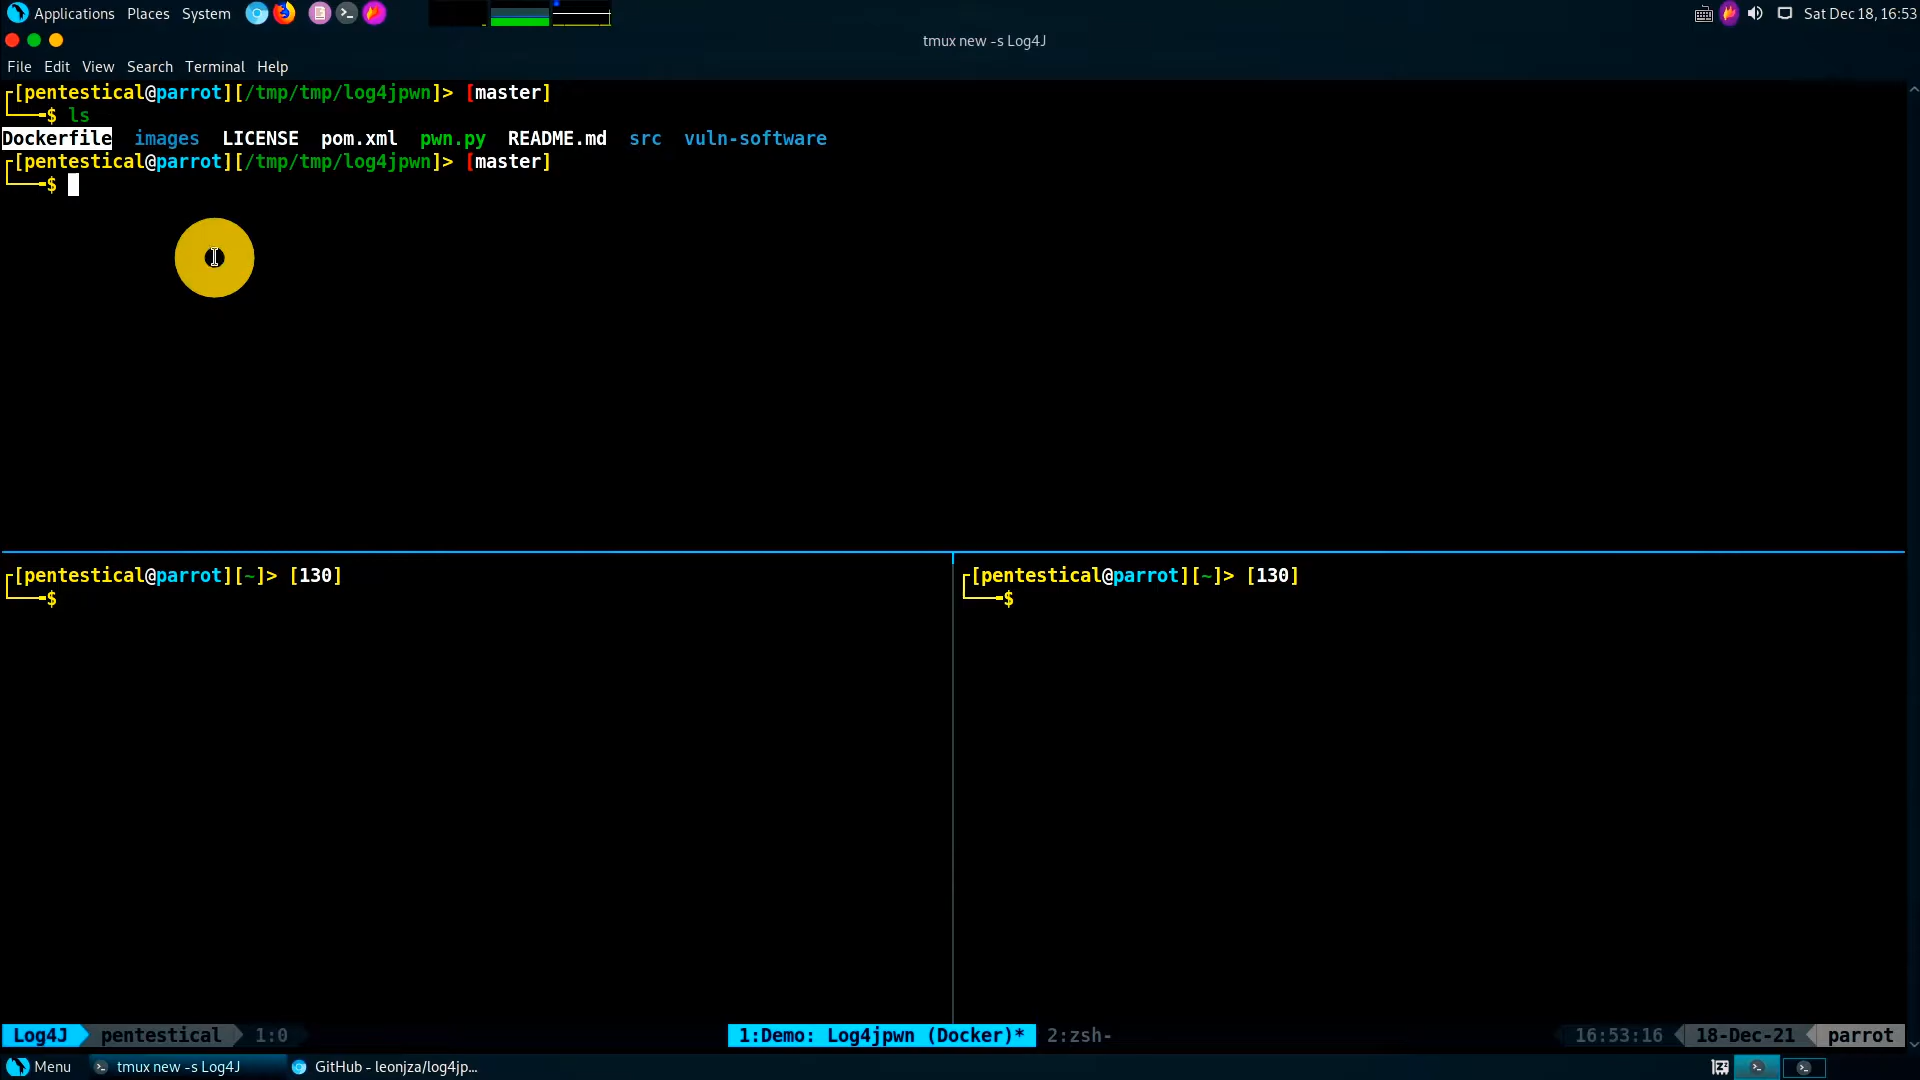 Applications Places System Sat Dec 18, 16:53
tmux new -s Log4J
File Edit View Search Terminal Help
[pentestical@parrot][/tmp/tmp/log4jpwn]> [master]
$ ls
Dockerfile images LICENSE pom.xml pwn.py README.md src vuln-software
[pentestical@parrot][/tmp/tmp/log4jpwn]> [master]
$
[pentestical@parrot][~]> [130]
$
[pentestical@parrot][~]> [130]
$
Log4J pentestical 1:0 1:Demo: Log4jpwn (Docker)* 2:zsh- 16:53:16 18-Dec-21 parrot
Menu tmux new -s Log4J GitHub - leonjza/log4jp...